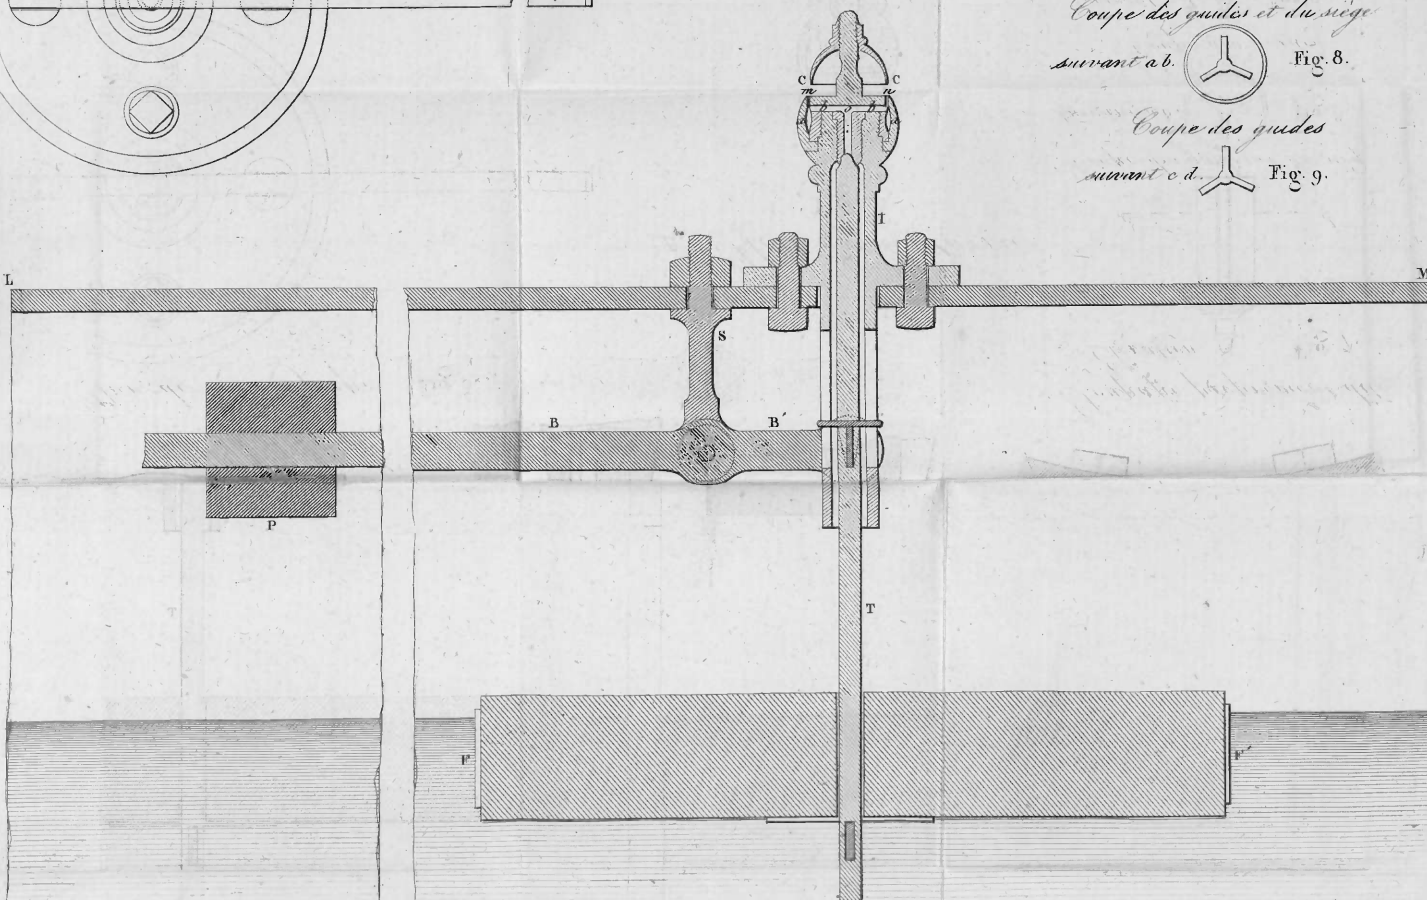 Coupe des guides et du siège
suivant a b.
Fig. 8.
Coupe des guides
suivant c d.
Fig. 9.
C C
m n
b o b
I
L M
S
B B'
P
T
F F'